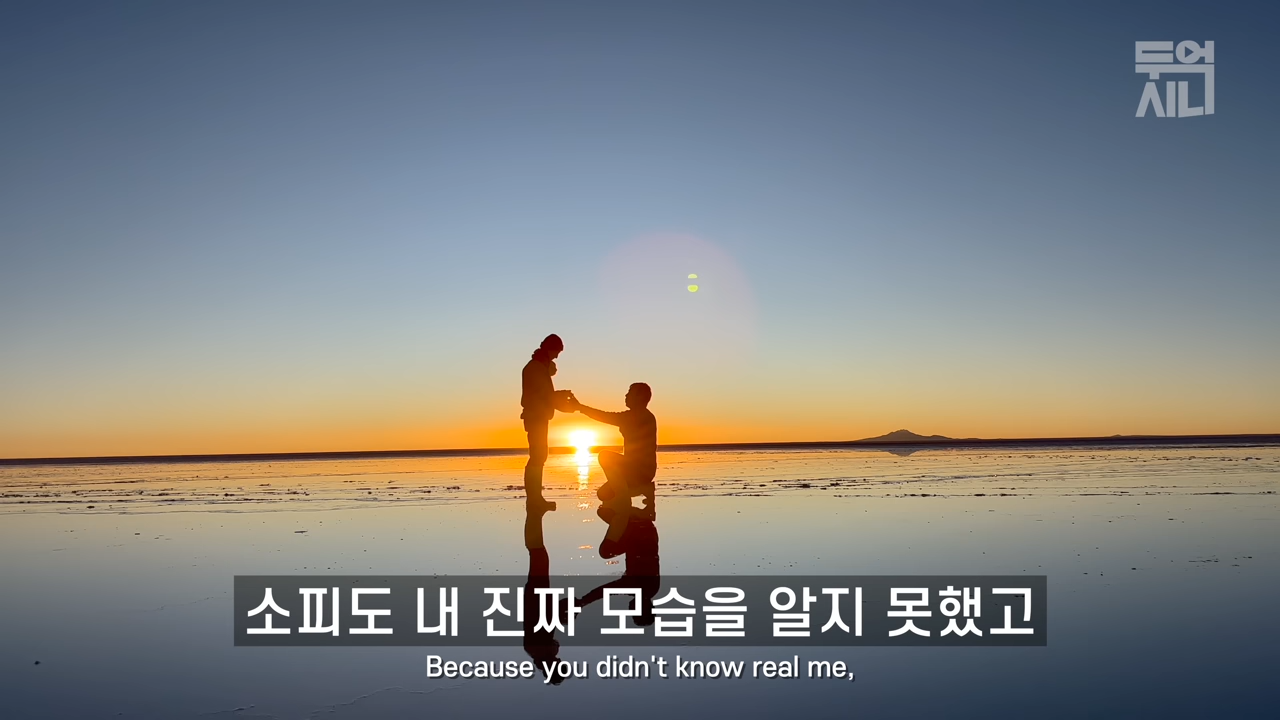 두어
시니
소피도 내 진짜 모습을 알지 못했고
Because you didn't know real me,